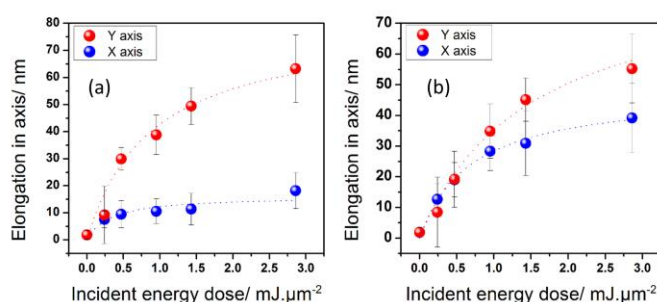 80
70
60
50
40
30
20
10
0
Elongation in axis/ nm
Y axis
X axis
(a)
0.0 0.5 1.0 1.5 2.0 2.5 3.0
Incident energy dose/ mJ.µm⁻²
70
60
50
40
30
20
10
0
Elongation in axis/ nm
Y axis
X axis
(b)
0.0 0.5 1.0 1.5 2.0 2.5 3.0
Incident energy dose/ mJ.µm⁻²